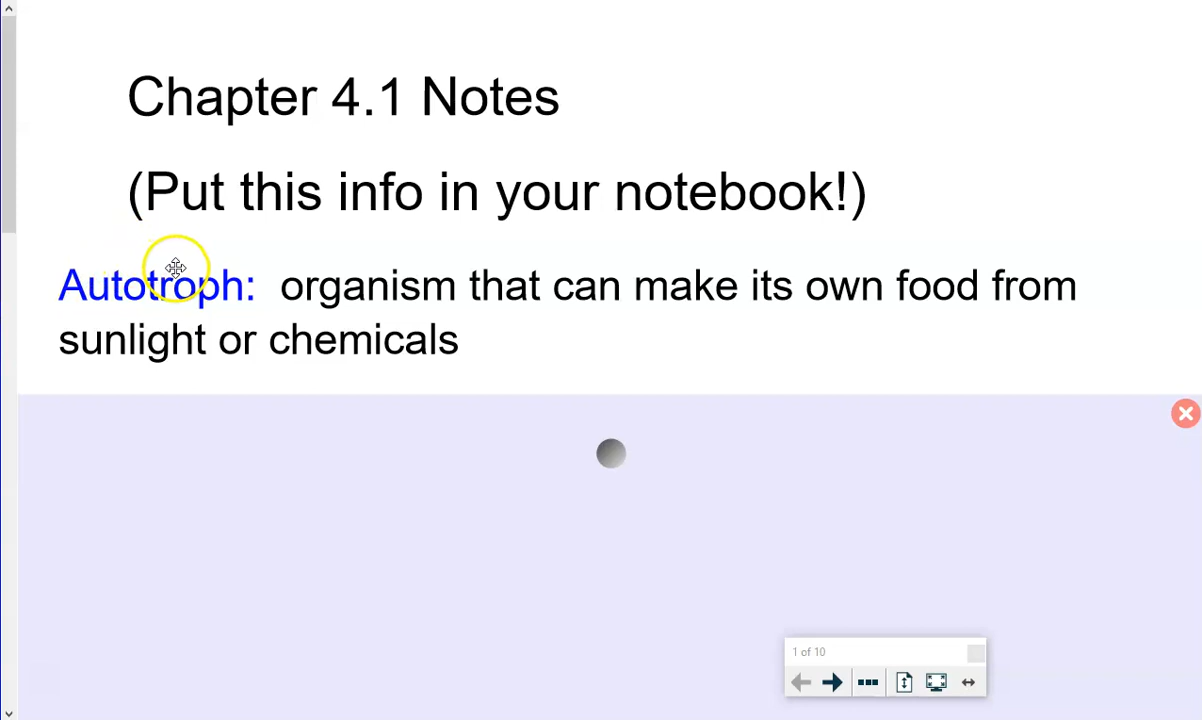 Chapter 4.1 Notes
(Put this info in your notebook!)
Autotroph: organism that can make its own food from
sunlight or chemicals
1 of 10